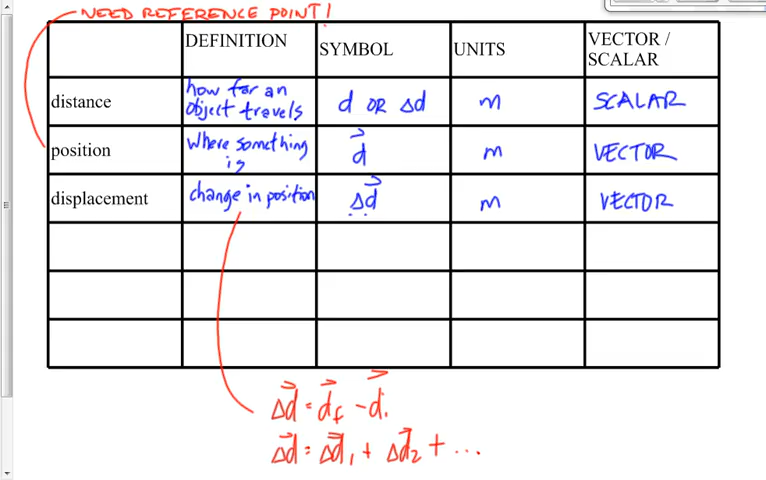 NEED REFERENCE POINT!
DEFINITION SYMBOL UNITS VECTOR / SCALAR
distance how far an object travels d OR Δd m SCALAR
position where something is d⃗ m VECTOR
displacement change in position Δd⃗ m VECTOR
Δd⃗ = d⃗f - d⃗i
Δd⃗ = Δd⃗1 + Δd⃗2 + ...